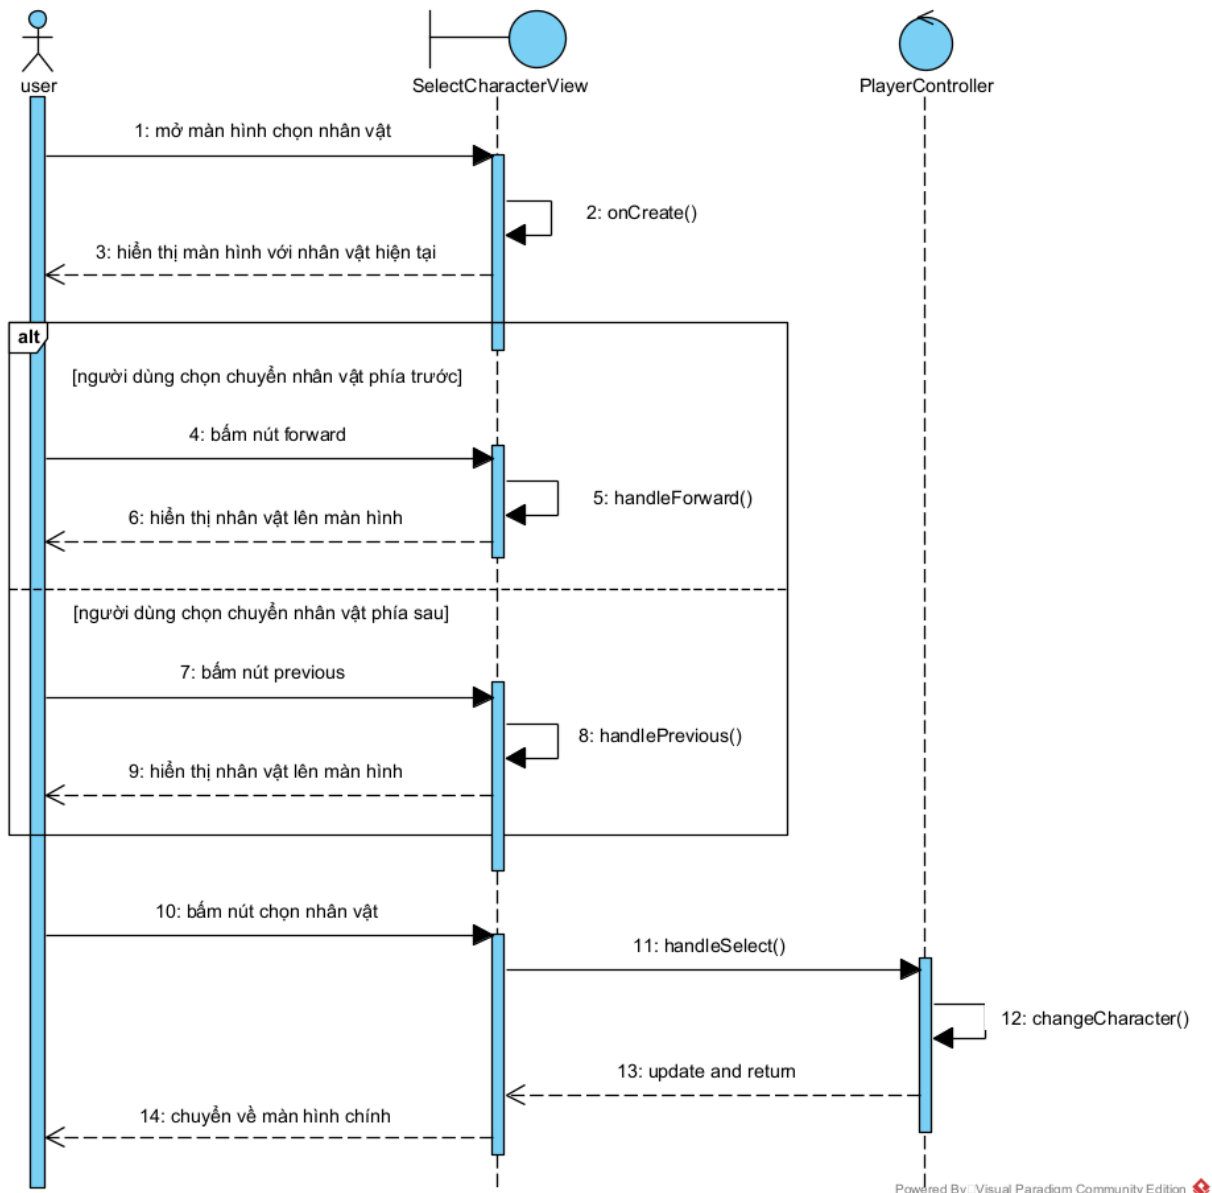 user
SelectCharacterView
PlayerController
1: mở màn hình chọn nhân vật
2: onCreate()
3: hiển thị màn hình với nhân vật hiện tại
alt
[người dùng chọn chuyển nhân vật phía trước]
4: bấm nút forward
5: handleForward()
6: hiển thị nhân vật lên màn hình
[người dùng chọn chuyển nhân vật phía sau]
7: bấm nút previous
8: handlePrevious()
9: hiển thị nhân vật lên màn hình
10: bấm nút chọn nhân vật
11: handleSelect()
12: changeCharacter()
13: update and return
14: chuyển về màn hình chính
Powered By Visual Paradigm Community Edition